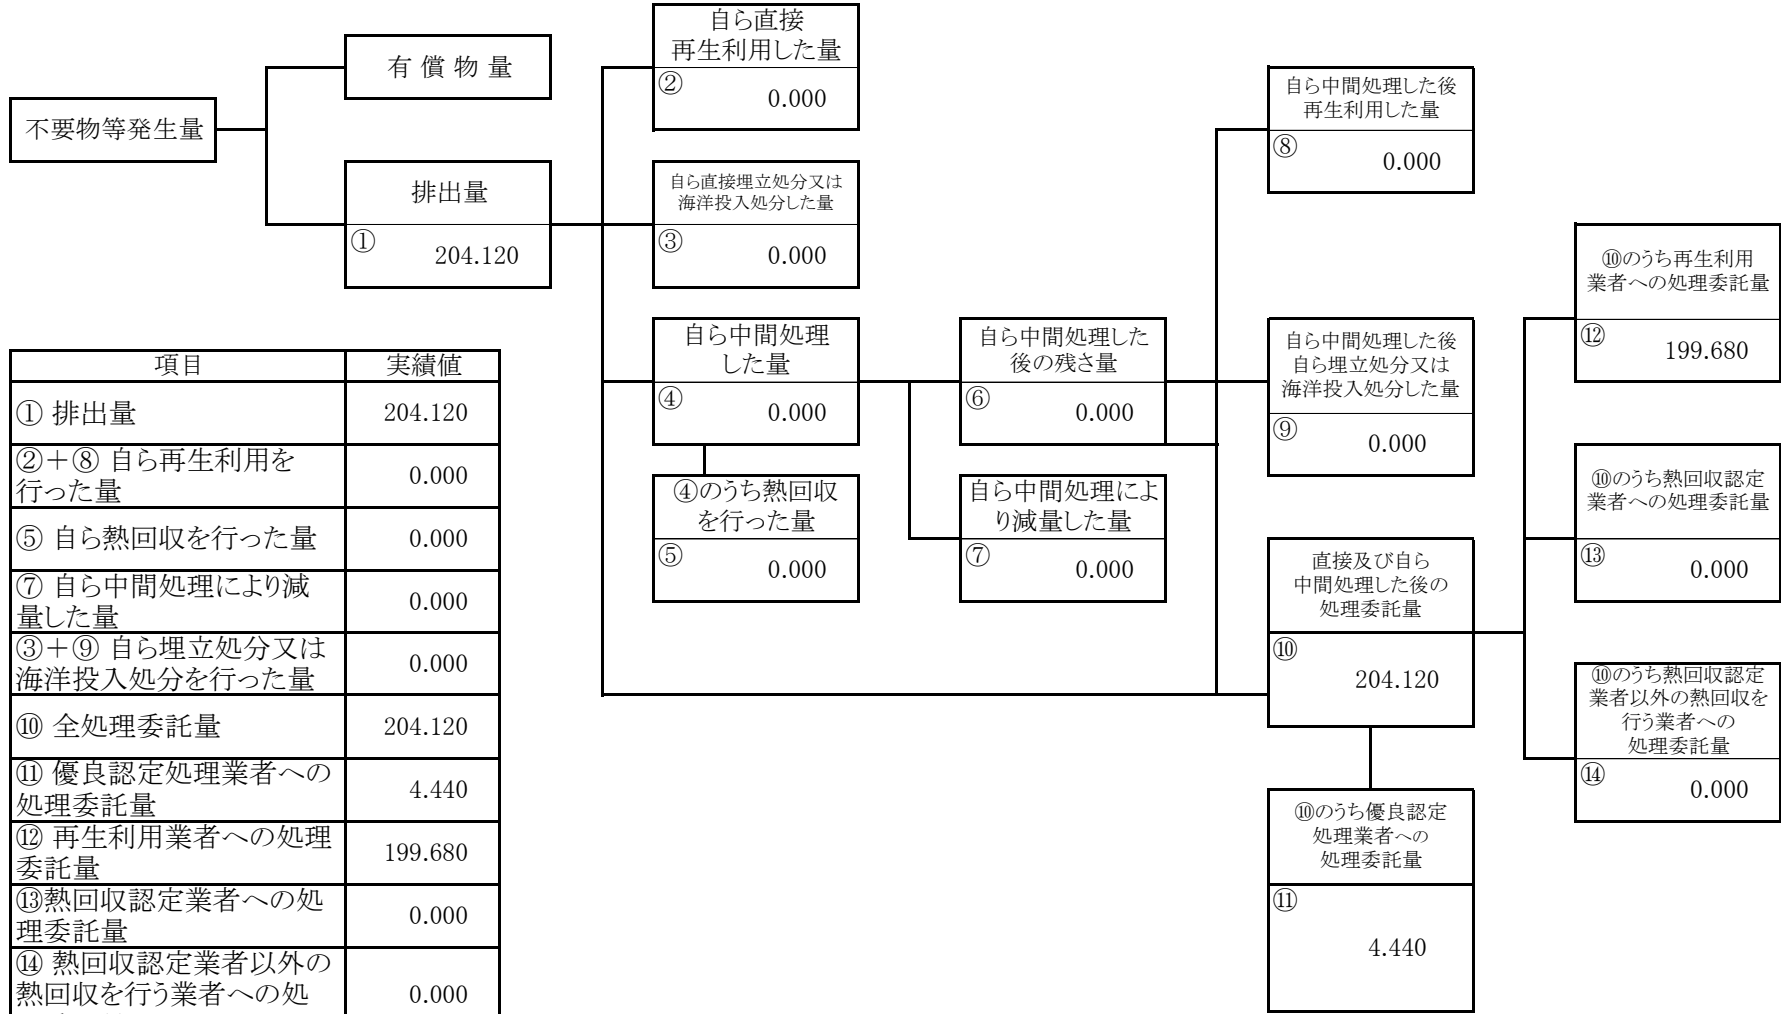 不要物等発生量
有 償 物 量
排出量
①
204.120
自ら直接
再生利用した量
②
0.000
自ら直接埋立処分又は
海洋投入処分した量
③
0.000
自ら中間処理
した量
④
0.000
④のうち熱回収
を行った量
⑤
0.000
自ら中間処理した
後の残さ量
⑥
0.000
自ら中間処理によ
り減量した量
⑦
0.000
自ら中間処理した後
再生利用した量
⑧
0.000
自ら中間処理した後
自ら埋立処分又は
海洋投入処分した量
⑨
0.000
直接及び自ら
中間処理した後の
処理委託量
⑩
204.120
⑩のうち優良認定
処理業者への
処理委託量
⑪
4.440
⑩のうち再生利用
業者への処理委託量
⑫
199.680
⑩のうち熱回収認定
業者への処理委託量
⑬
0.000
⑩のうち熱回収認定
業者以外の熱回収を
行う業者への
処理委託量
⑭
0.000
項目 実績値
① 排出量 204.120
②＋⑧ 自ら再生利用を
行った量 0.000
⑤ 自ら熱回収を行った量 0.000
⑦ 自ら中間処理により減
量した量 0.000
③＋⑨ 自ら埋立処分又は
海洋投入処分を行った量 0.000
⑩ 全処理委託量 204.120
⑪ 優良認定処理業者への
処理委託量 4.440
⑫ 再生利用業者への処理
委託量 199.680
⑬熱回収認定業者への処
理委託量 0.000
⑭ 熱回収認定業者以外の
熱回収を行う業者への処 0.000